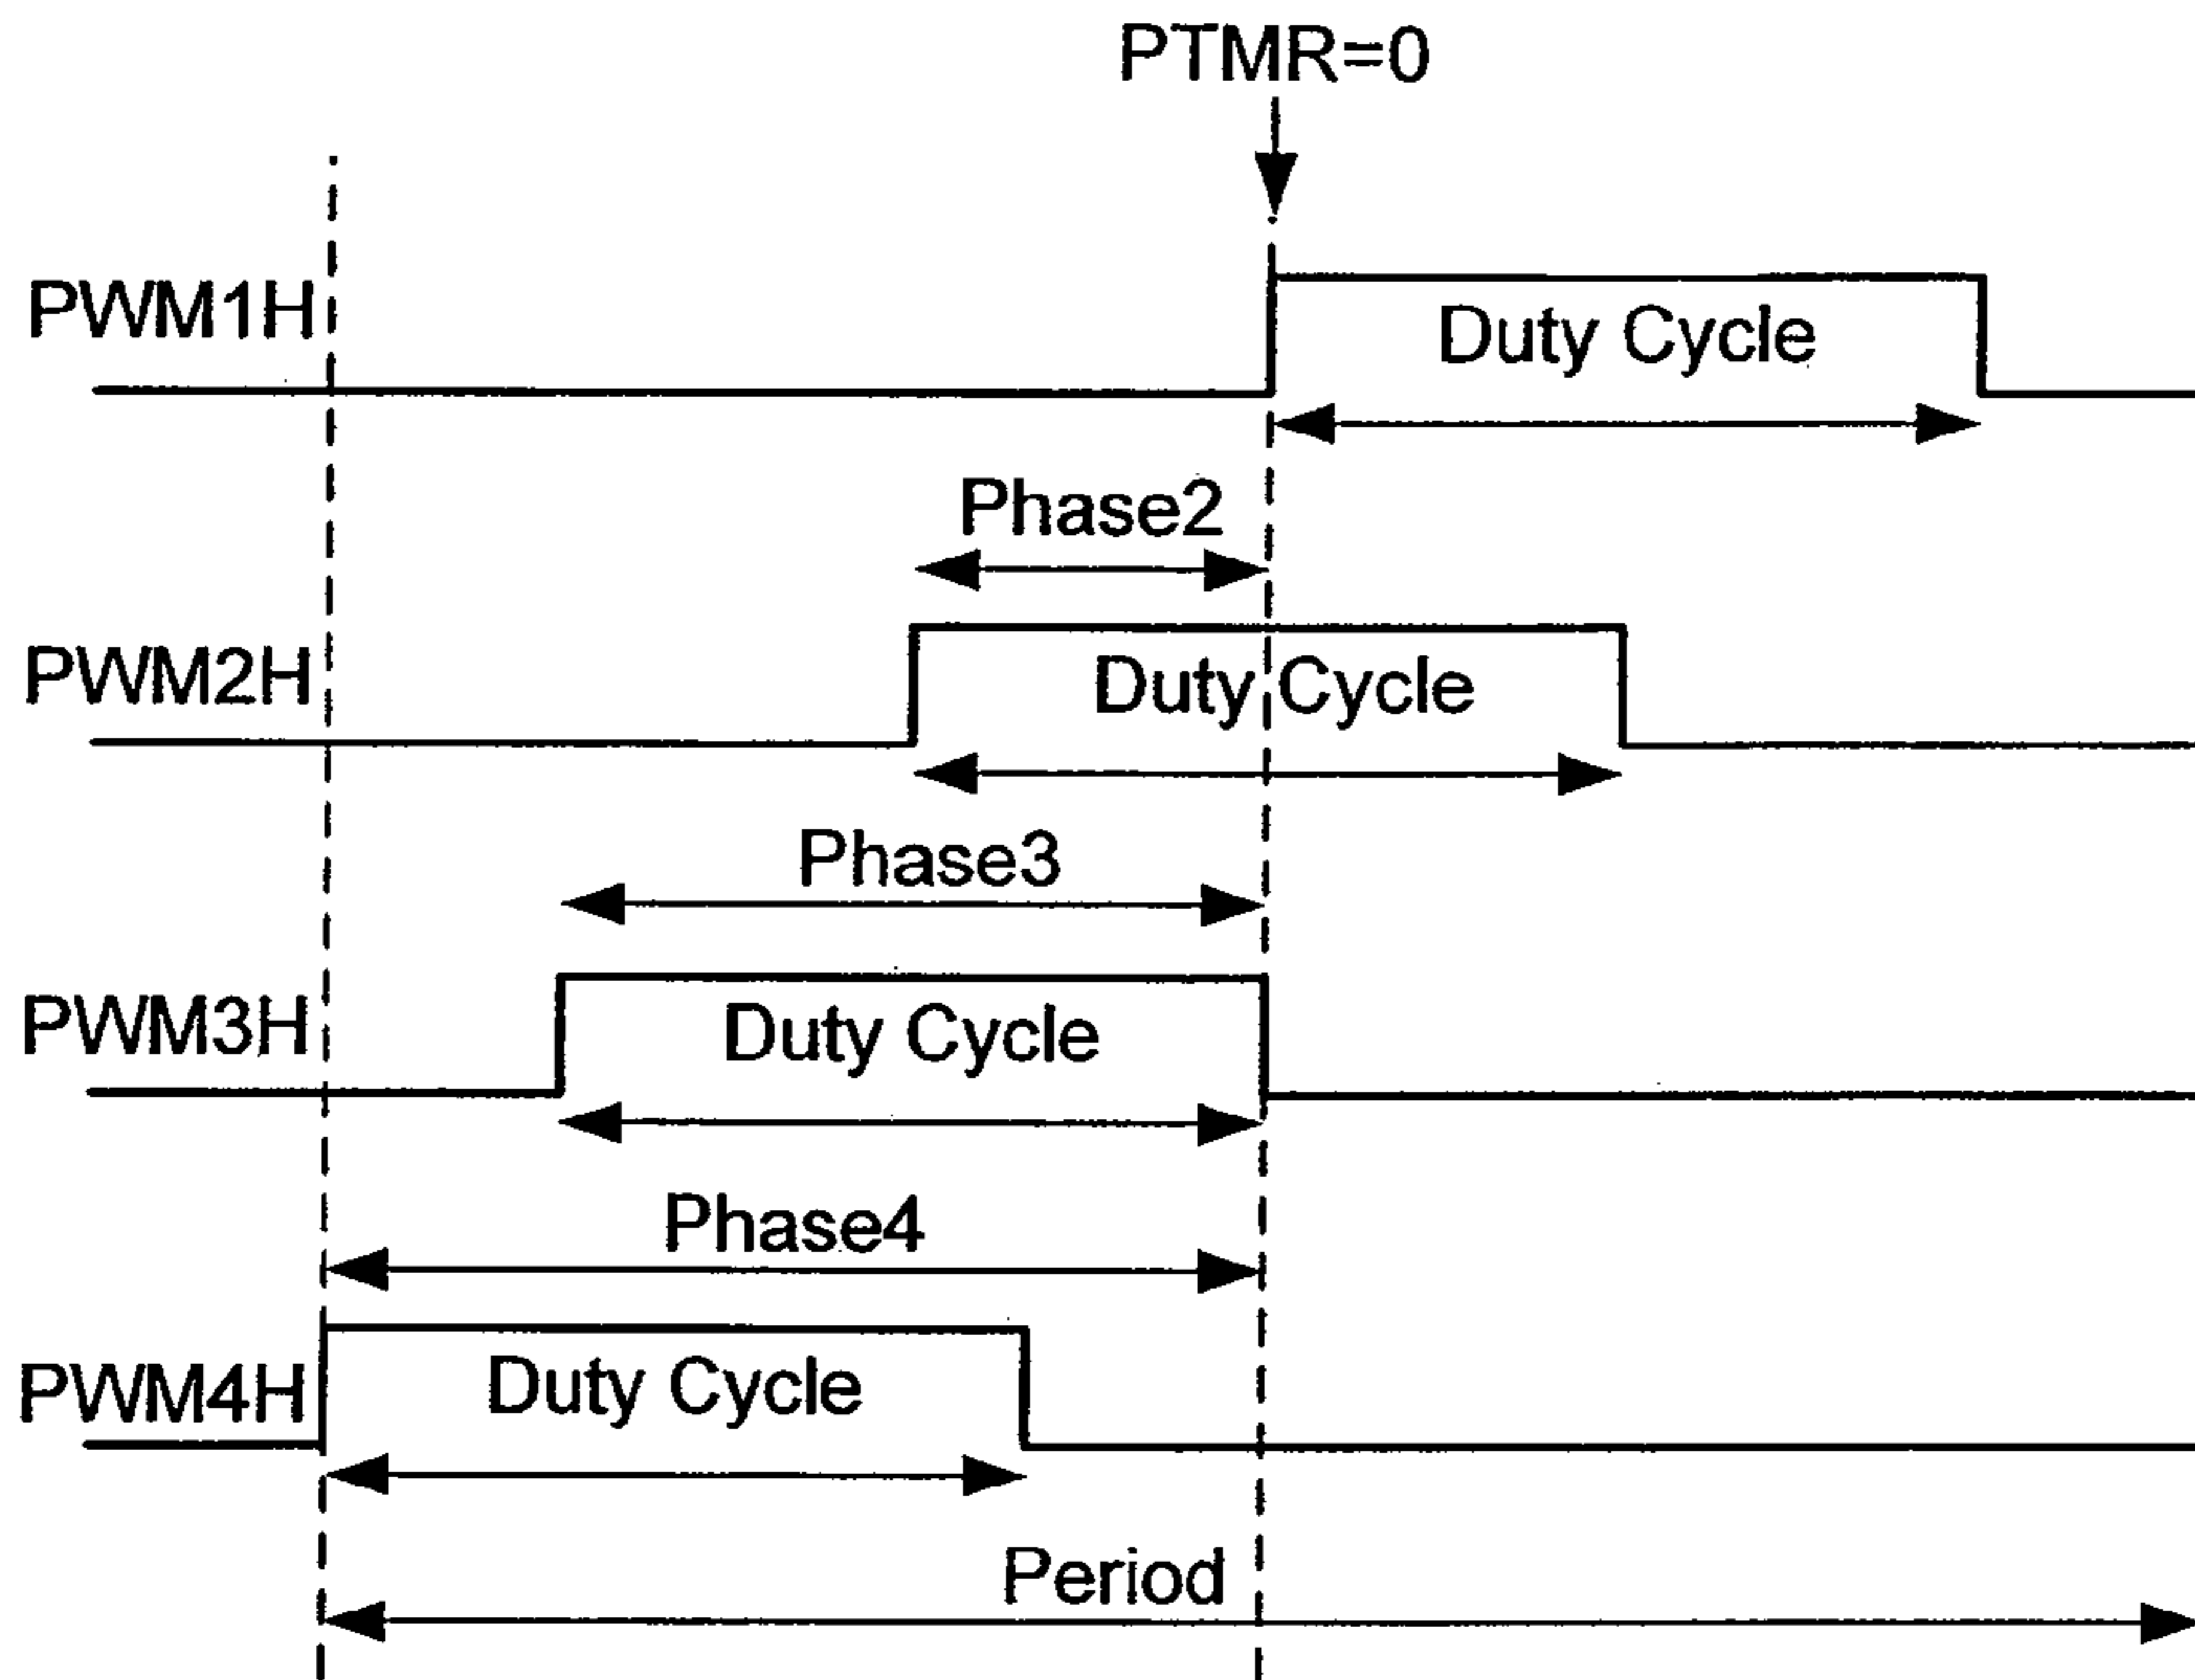 PTMR=0
PWM1H
Duty Cycle
Phase2
PWM2H
Duty Cycle
Phase3
PWM3H
Duty Cycle
Phase4
PWM4H
Duty Cycle
Period